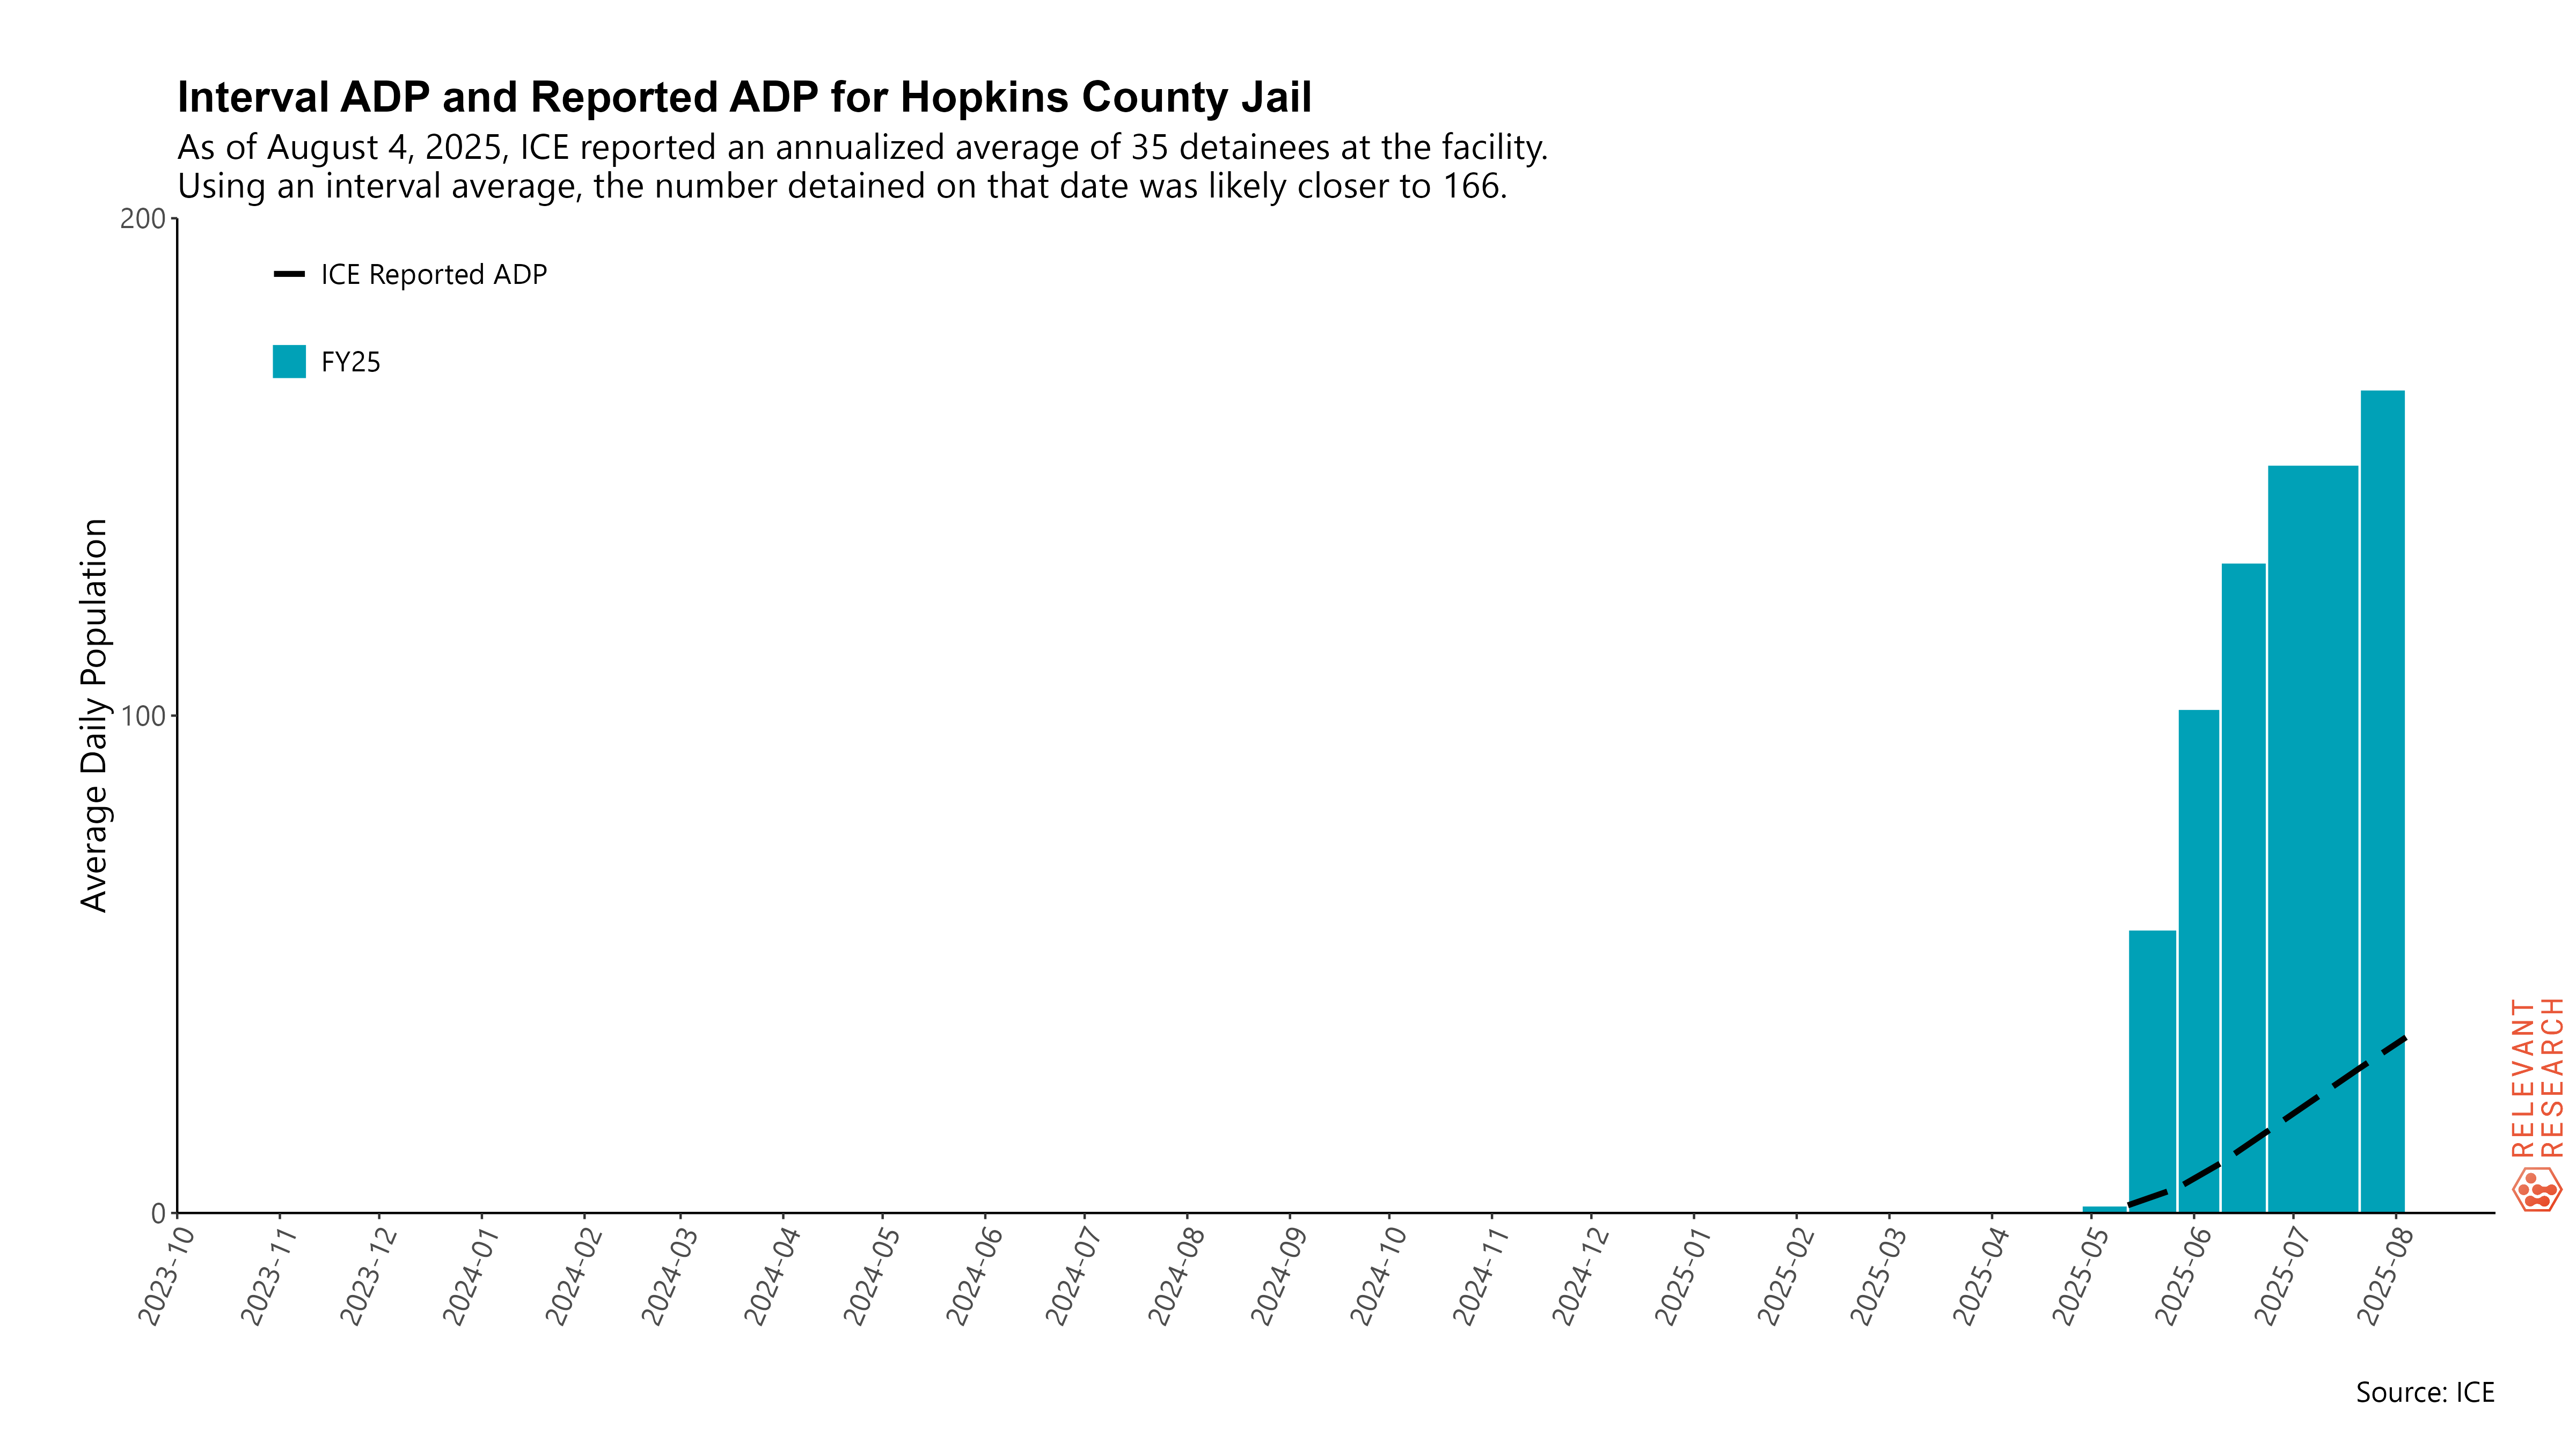 Interval ADP and Reported ADP for Hopkins County Jail
As of August 4, 2025, ICE reported an annualized average of 35 detainees at the facility.
Using an interval average, the number detained on that date was likely closer to 166.
200
100
0
Average Daily Population
ICE Reported ADP
FY25
2023-10
2023-11
2023-12
2024-01
2024-02
2024-03
2024-04
2024-05
2024-06
2024-07
2024-08
2024-09
2024-10
2024-11
2024-12
2025-01
2025-02
2025-03
2025-04
2025-05
2025-06
2025-07
2025-08
RELEVANT
RESEARCH
Source: ICE